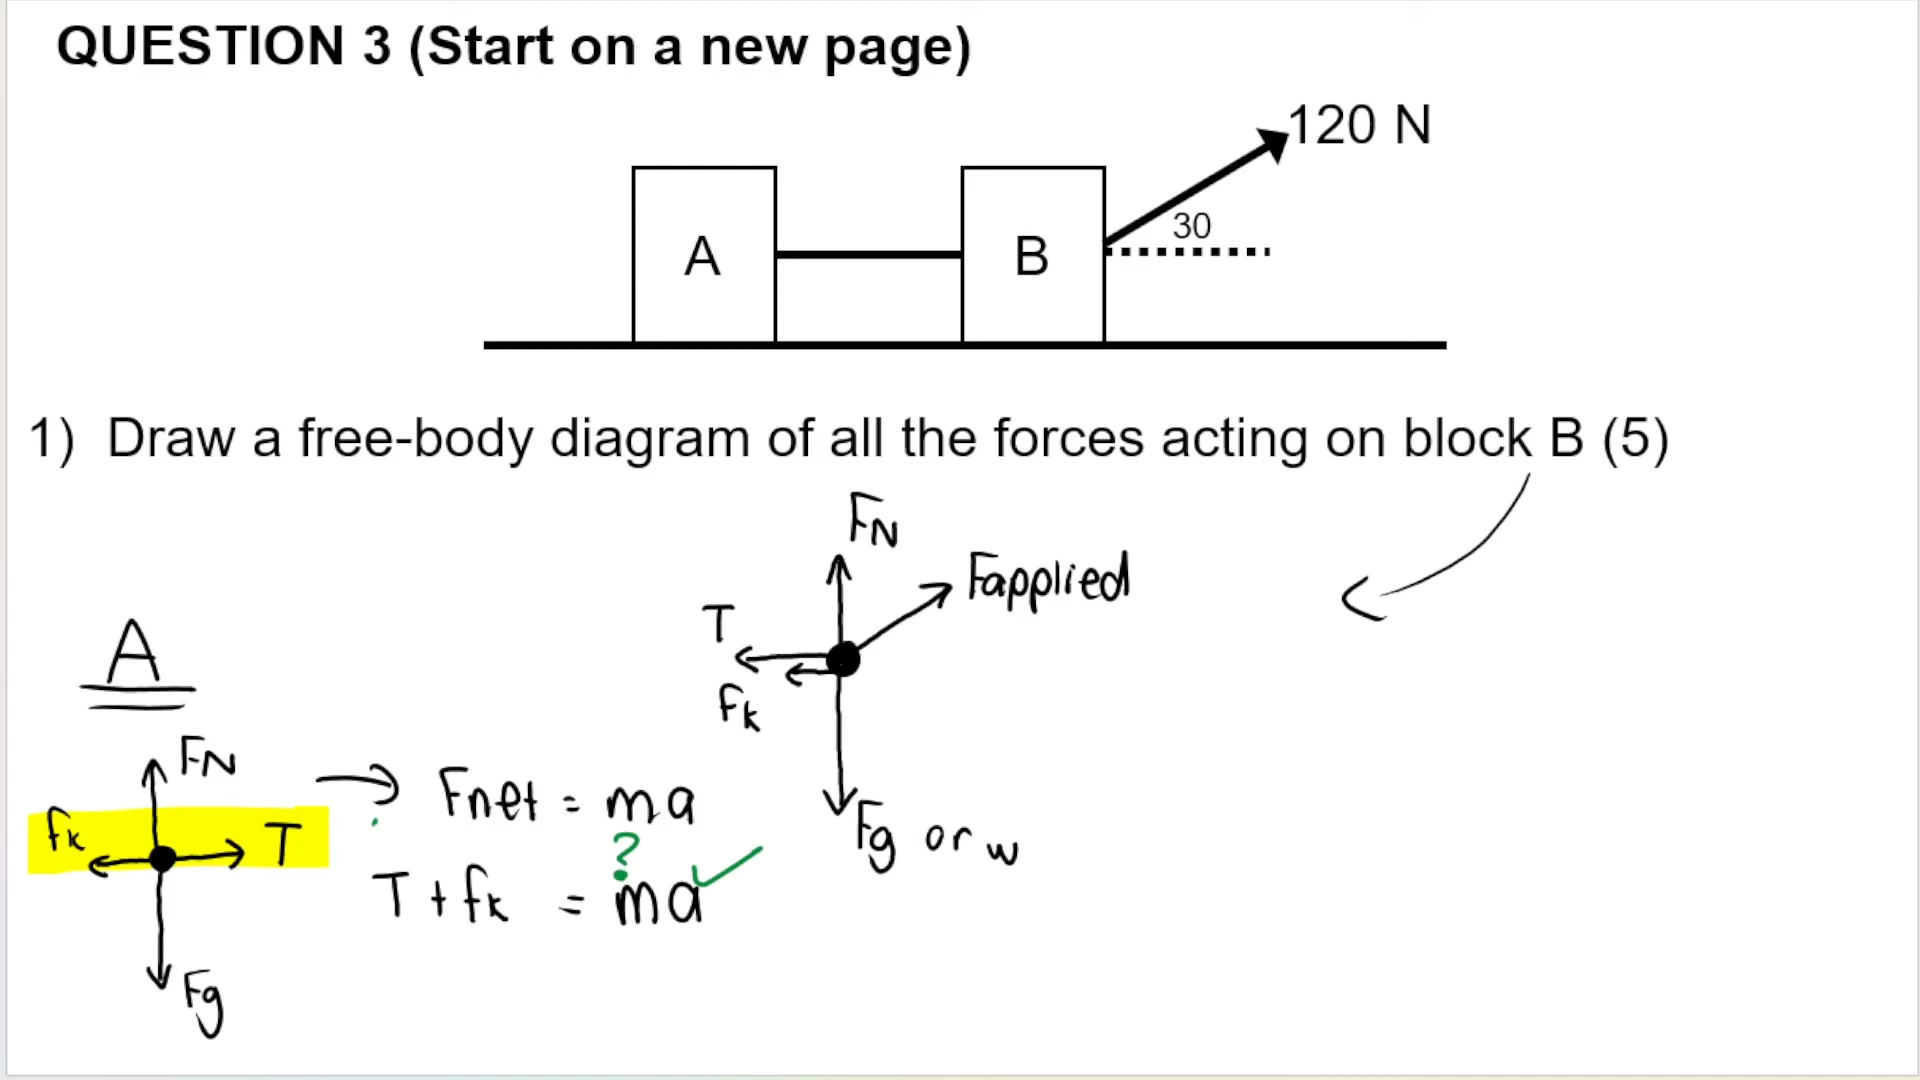 QUESTION 3 (Start on a new page)
120 N
30
A
B
1) Draw a free-body diagram of all the forces acting on block B (5)
FN
Fapplied
T
fk
Fg or w
A
FN
fk
T
Fg
Fnet = ma
?
T + fk = ma